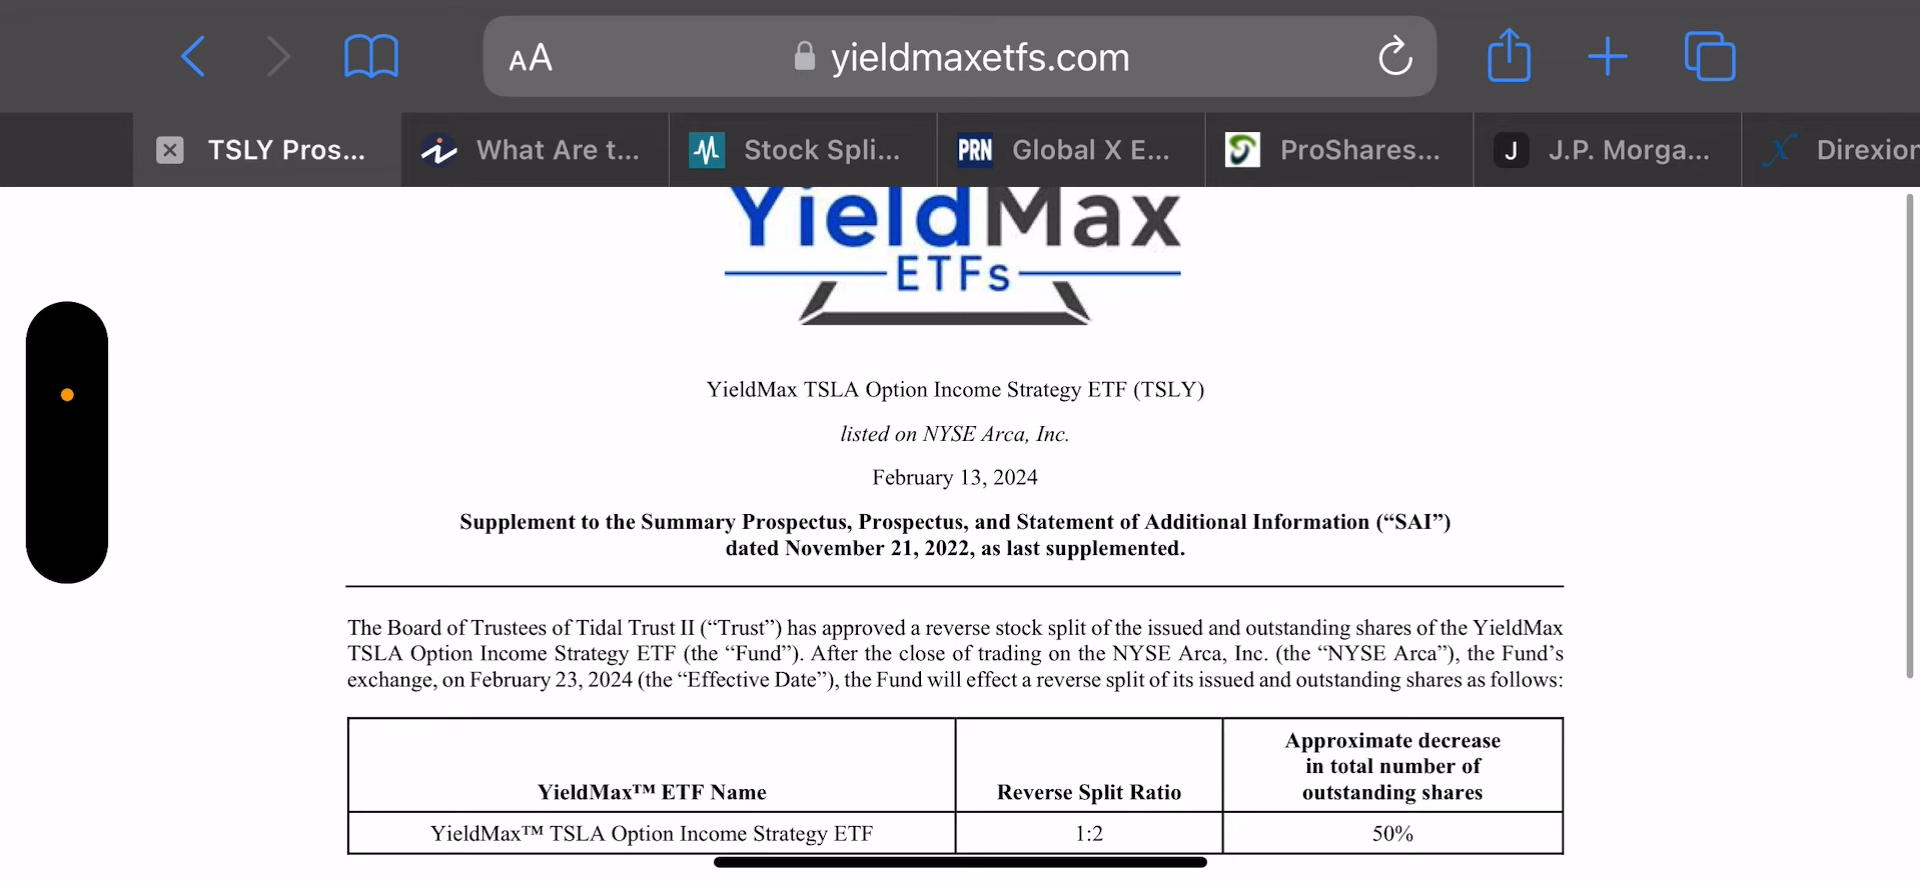 AA yieldmaxetfs.com
TSLY Pros... What Are t... Stock Spli... PRN Global X E... ProShares... J J.P. Morga... Direxion
YieldMax
ETFs
YieldMax TSLA Option Income Strategy ETF (TSLY)
listed on NYSE Arca, Inc.
February 13, 2024
Supplement to the Summary Prospectus, Prospectus, and Statement of Additional Information (“SAI”)
dated November 21, 2022, as last supplemented.
The Board of Trustees of Tidal Trust II (“Trust”) has approved a reverse stock split of the issued and outstanding shares of the YieldMax
TSLA Option Income Strategy ETF (the “Fund”). After the close of trading on the NYSE Arca, Inc. (the “NYSE Arca”), the Fund’s
exchange, on February 23, 2024 (the “Effective Date”), the Fund will effect a reverse split of its issued and outstanding shares as follows:
Approximate decrease
in total number of
YieldMax™ ETF Name Reverse Split Ratio outstanding shares
YieldMax™ TSLA Option Income Strategy ETF 1:2 50%